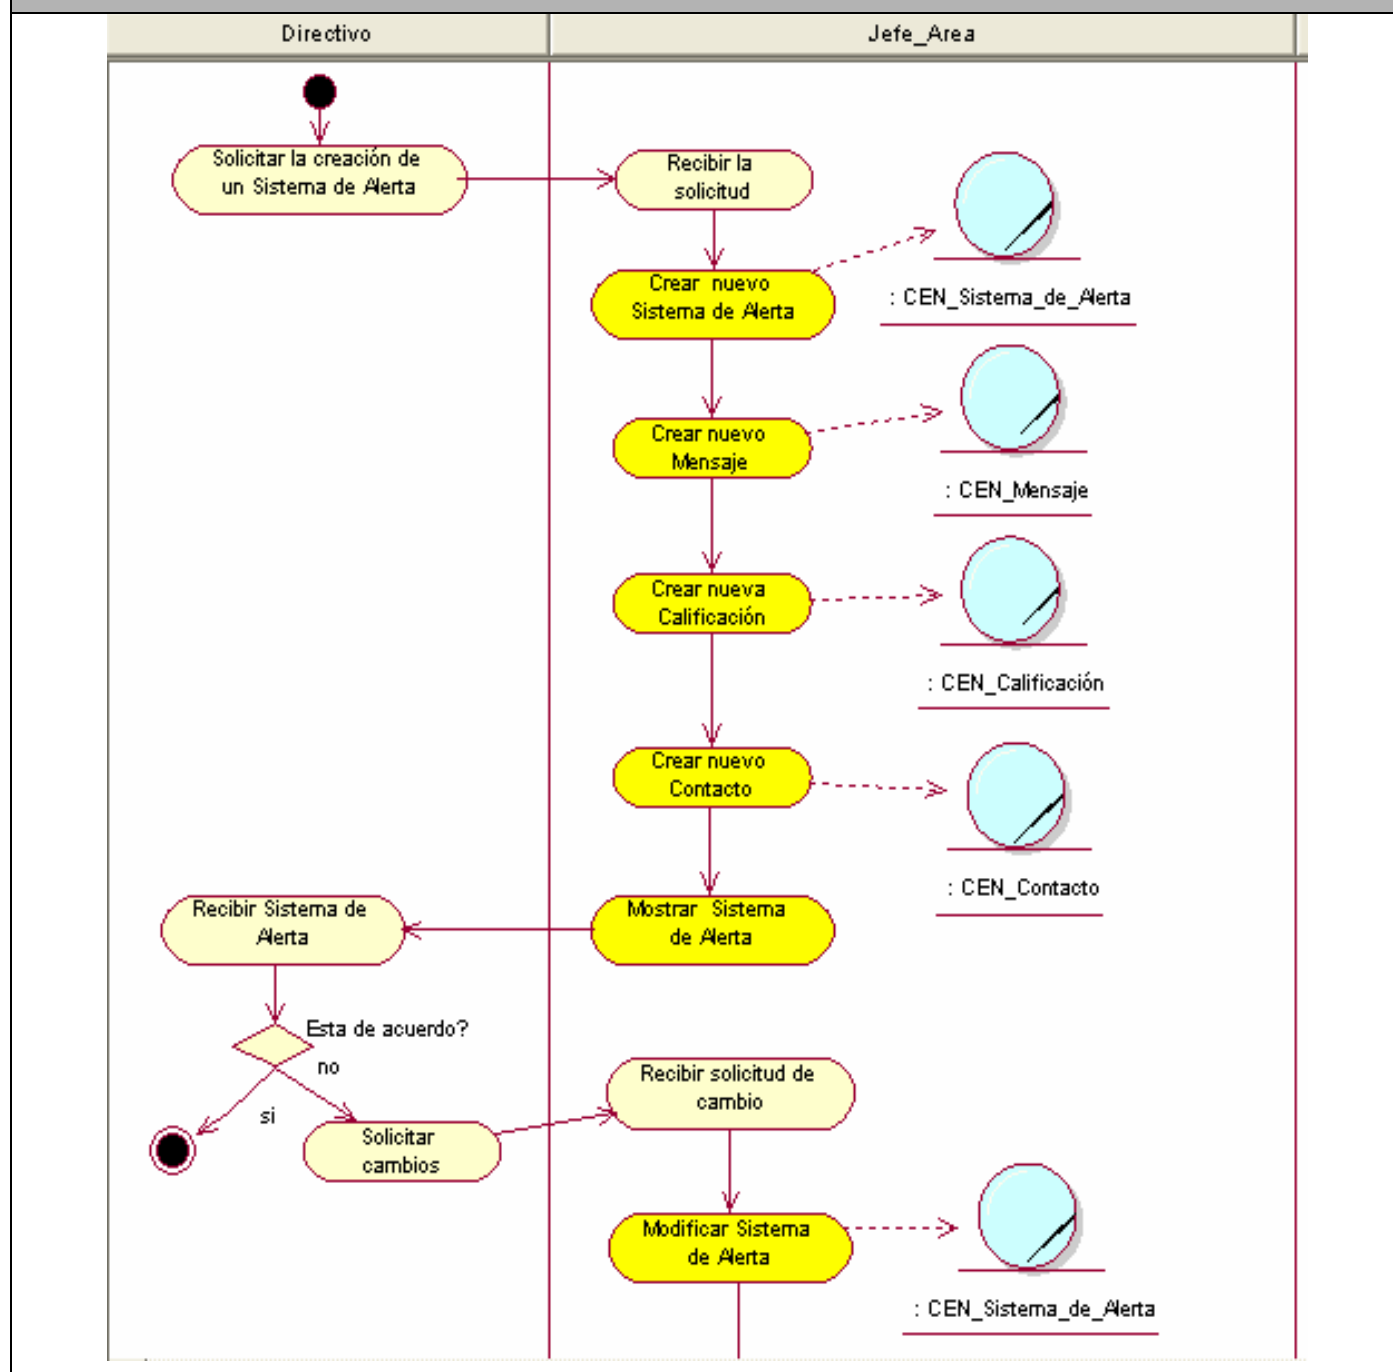 Directivo
Jefe_Area
Solicitar la creación de
un Sistema de Alerta
Recibir la
solicitud
Crear nuevo
Sistema de Alerta
: CEN_Sistema_de_Alerta
Crear nuevo
Mensaje
: CEN_Mensaje
Crear nueva
Calificación
: CEN_Calificación
Crear nuevo
Contacto
: CEN_Contacto
Recibir Sistema de
Alerta
Mostrar Sistema
de Alerta
Esta de acuerdo?
no
si
Solicitar
cambios
Recibir solicitud de
cambio
Modificar Sistema
de Alerta
: CEN_Sistema_de_Alerta